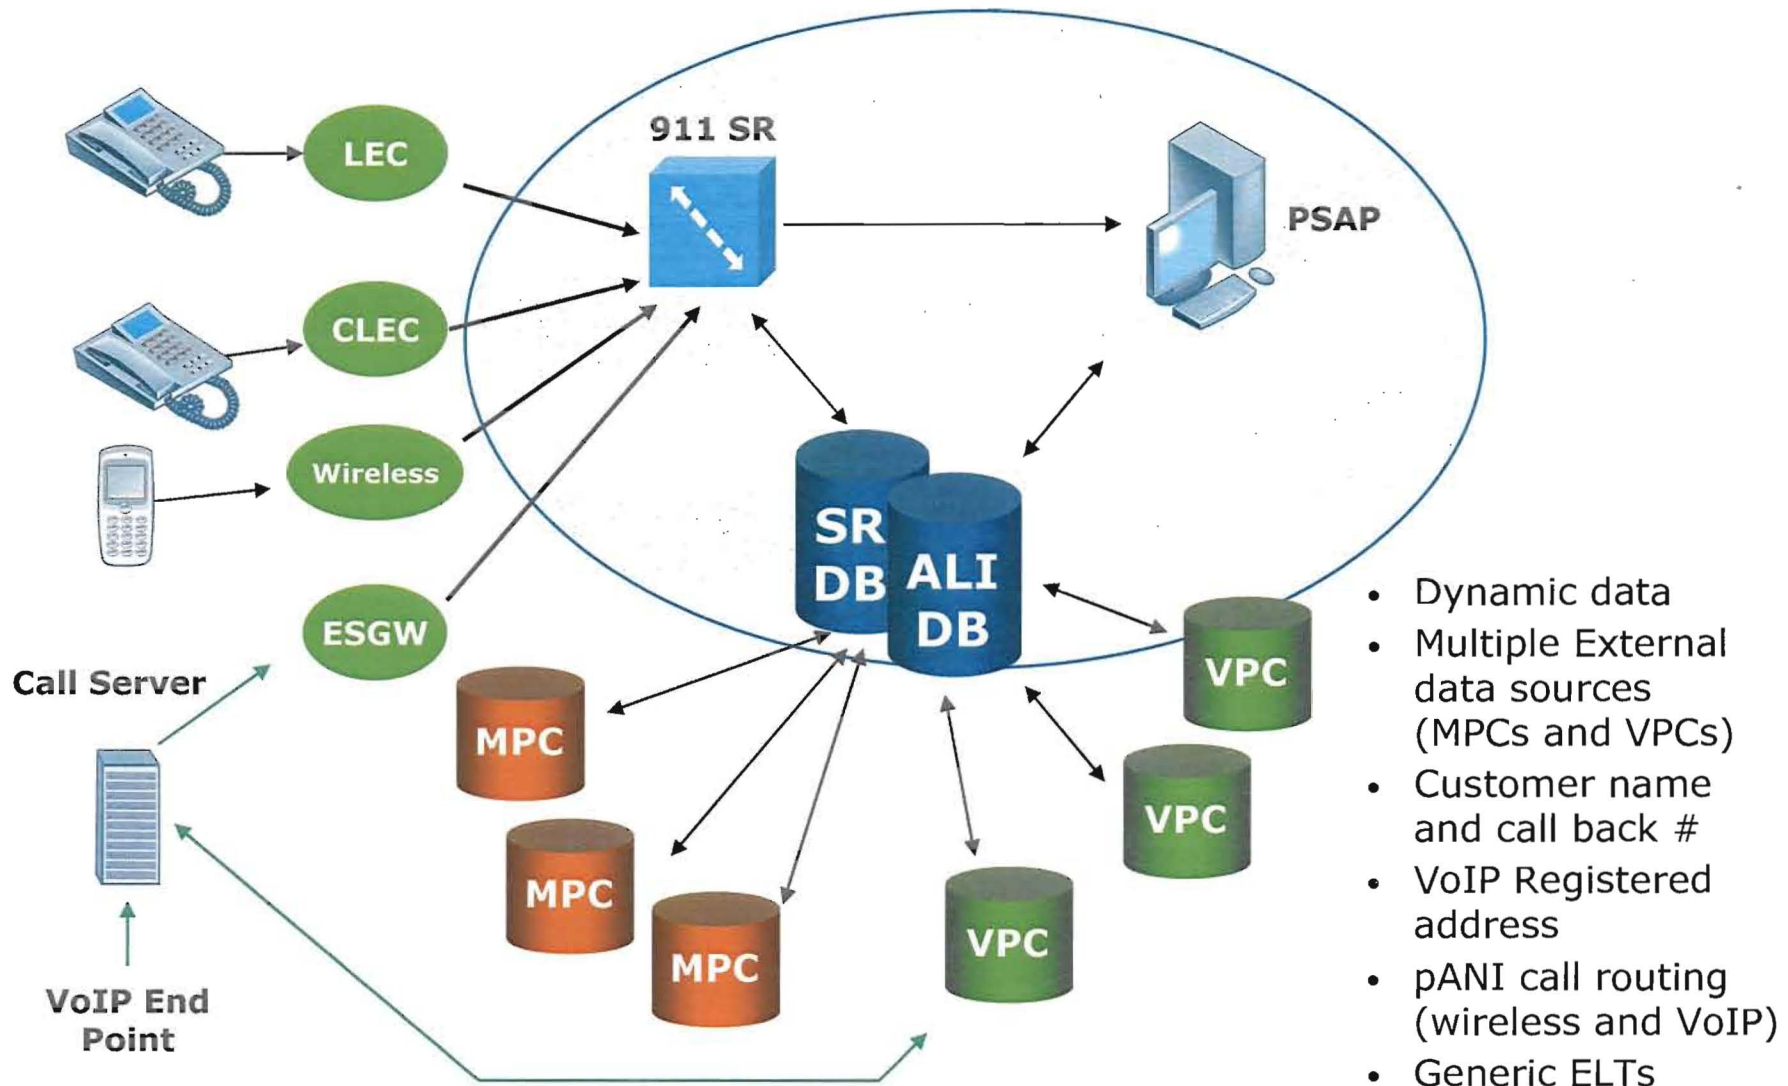 911 SR
LEC
PSAP
CLEC
Wireless
SR
DB
ALI
DB
ESGW
Call Server
MPC
MPC
MPC
VPC
VPC
VPC
VoIP End
Point
• Dynamic data
• Multiple External
data sources
(MPCs and VPCs)
• Customer name
and call back #
• VoIP Registered
address
• pANI call routing
(wireless and VoIP)
• Generic ELTs